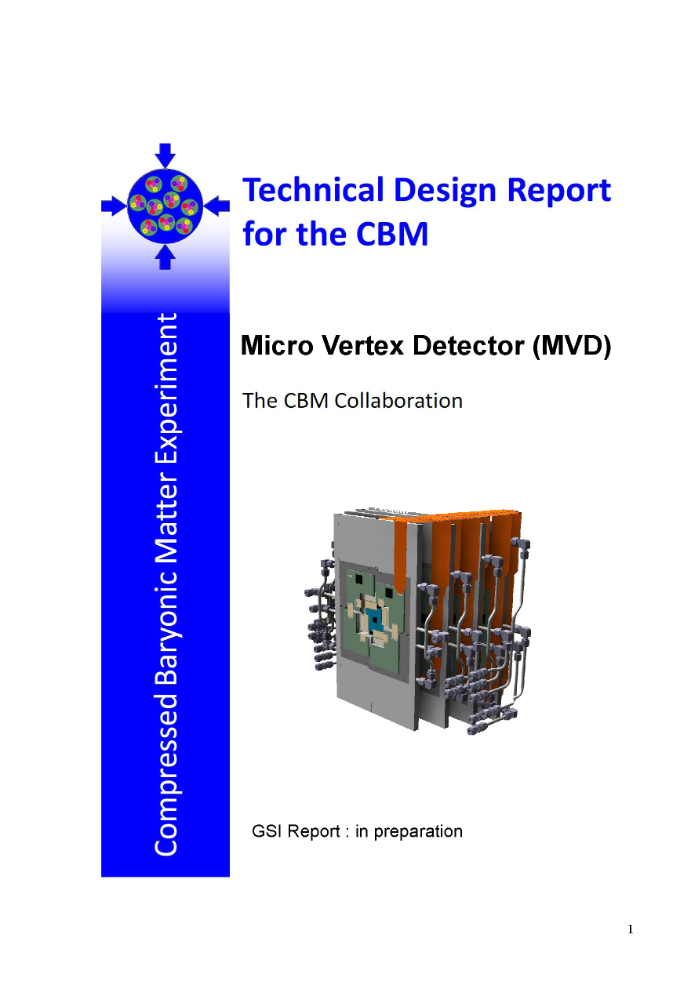 Technical Design Report
for the CBM
Micro Vertex Detector (MVD)
The CBM Collaboration
Compressed Baryonic Matter Experiment
GSI Report : in preparation
1